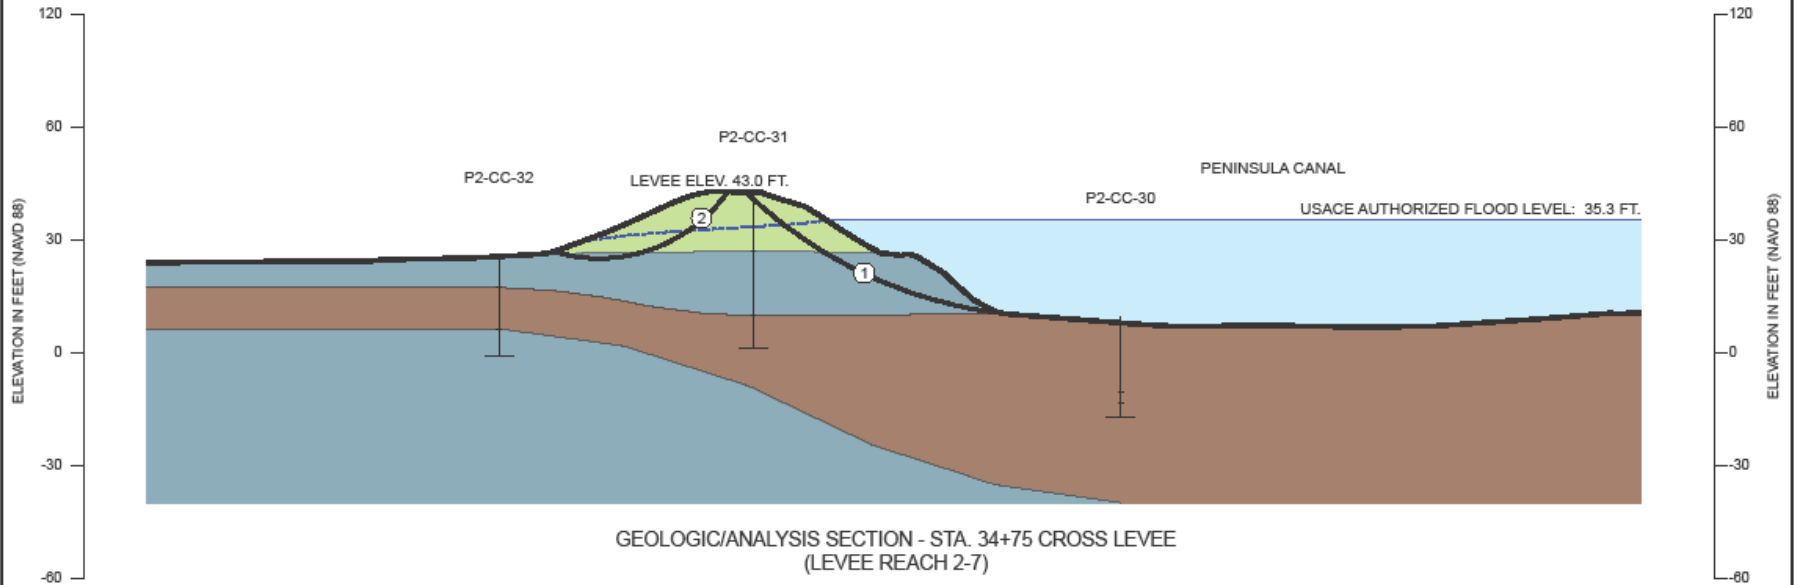 120
120
60
60
P2-CC-31
PENINSULA CANAL
P2-CC-32
LEVEE ELEV. 43.0 FT.
P2-CC-30
USACE AUTHORIZED FLOOD LEVEL: 35.3 FT.
2
30
30
1
ELEVATION IN FEET (NAVD 88)
ELEVATION IN FEET (NAVD 88)
0
0
-30
-30
GEOLOGIC/ANALYSIS SECTION - STA. 34+75 CROSS LEVEE
(LEVEE REACH 2-7)
-60
-60